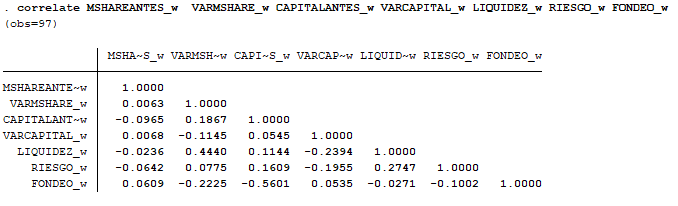 . correlate MSHAREANTES_w  VARMSHARE_w CAPITALANTES_w VARCAPITAL_w LIQUIDEZ_w RIESGO_w FONDEO_w
(obs=97)
MSHA~S_w VARMSH~w CAPI~S_w VARCAP~w LIQUID~w RIESGO_w FONDEO_w
MSHAREANTE~w 1.0000
VARMSHARE_w 0.0063 1.0000
CAPITALANT~w -0.0965 0.1867 1.0000
VARCAPITAL_w 0.0068 -0.1145 0.0545 1.0000
LIQUIDEZ_w -0.0236 0.4440 0.1144 -0.2394 1.0000
RIESGO_w -0.0642 0.0775 0.1609 -0.1955 0.2747 1.0000
FONDEO_w 0.0609 -0.2225 -0.5601 0.0535 -0.0271 -0.1002 1.0000